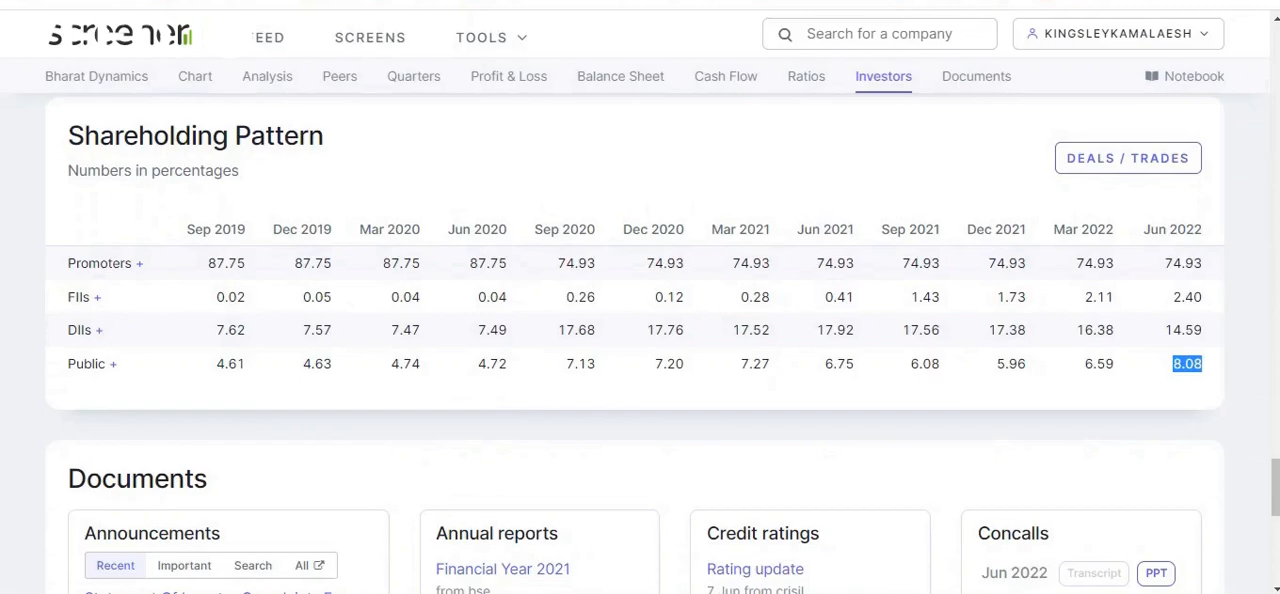 screener
EED SCREENS TOOLS Search for a company KINGSLEYKAMALAESH
Bharat Dynamics Chart Analysis Peers Quarters Profit & Loss Balance Sheet Cash Flow Ratios Investors Documents Notebook
Shareholding Pattern
DEALS / TRADES
Numbers in percentages
Sep 2019 Dec 2019 Mar 2020 Jun 2020 Sep 2020 Dec 2020 Mar 2021 Jun 2021 Sep 2021 Dec 2021 Mar 2022 Jun 2022
Promoters + 87.75 87.75 87.75 87.75 74.93 74.93 74.93 74.93 74.93 74.93 74.93 74.93
FIIs + 0.02 0.05 0.04 0.04 0.26 0.12 0.28 0.41 1.43 1.73 2.11 2.40
DIIs + 7.62 7.57 7.47 7.49 17.68 17.76 17.52 17.92 17.56 17.38 16.38 14.59
Public + 4.61 4.63 4.74 4.72 7.13 7.20 7.27 6.75 6.08 5.96 6.59 8.08
Documents
Announcements Annual reports Credit ratings Concalls
Recent Important Search All Financial Year 2021 Rating update Jun 2022 Transcript PPT
from bse 7 Jun from crisil